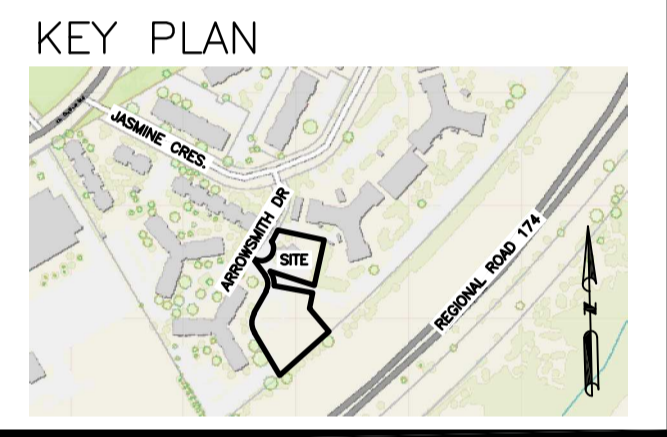 KEY PLAN
JASMINE CRES.
ARROWSMITH DR
SITE
REGIONAL ROAD 174
N